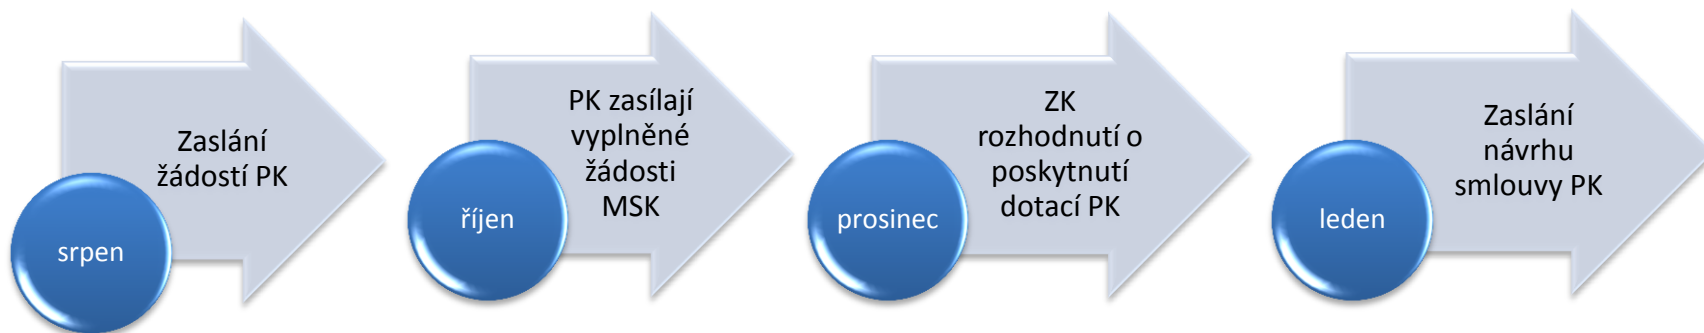 Zaslání
žádostí PK
srpen
PK zasílají
vyplněné
žádosti
MSK
říjen
ZK
rozhodnutí o
poskytnutí
dotací PK
prosinec
Zaslání
návrhu
smlouvy PK
leden